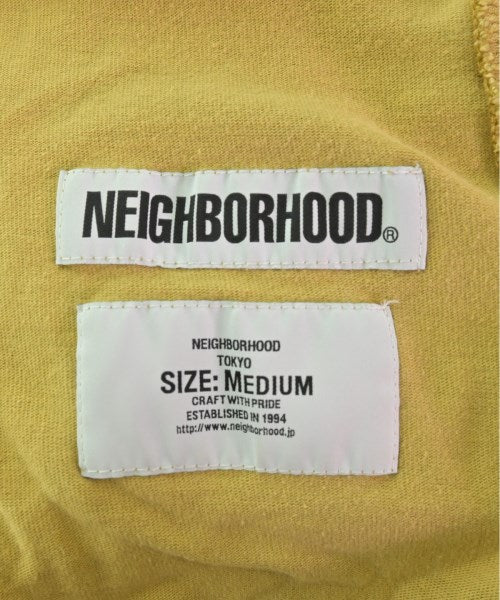 NEIGHBORHOOD®
NEIGHBORHOOD
TOKYO
SIZE: MEDIUM
CRAFT WITH PRIDE
ESTABLISHED IN 1994
http://www.neighborhood.jp